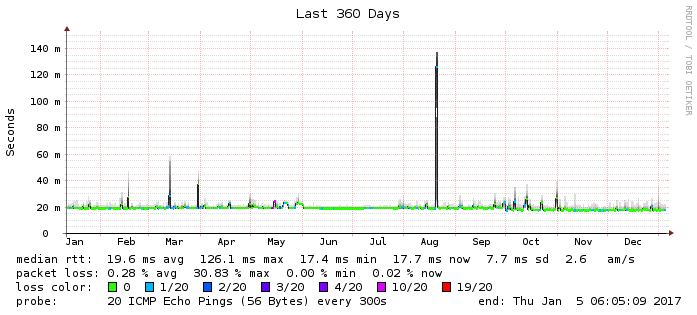 Last 360 Days
RRDTOOL / TOBI OETIKER
Seconds
140 m
120 m
100 m
80 m
60 m
40 m
20 m
0
Jan Feb Mar Apr May Jun Jul Aug Sep Oct Nov Dec
median rtt: 19.6 ms avg 126.1 ms max 17.4 ms min 17.7 ms now 7.7 ms sd 2.6 am/s
packet loss: 0.28 % avg 30.83 % max 0.00 % min 0.02 % now
loss color: 0 1/20 2/20 3/20 4/20 10/20 19/20
probe: 20 ICMP Echo Pings (56 Bytes) every 300s end: Thu Jan 5 06:05:09 2017